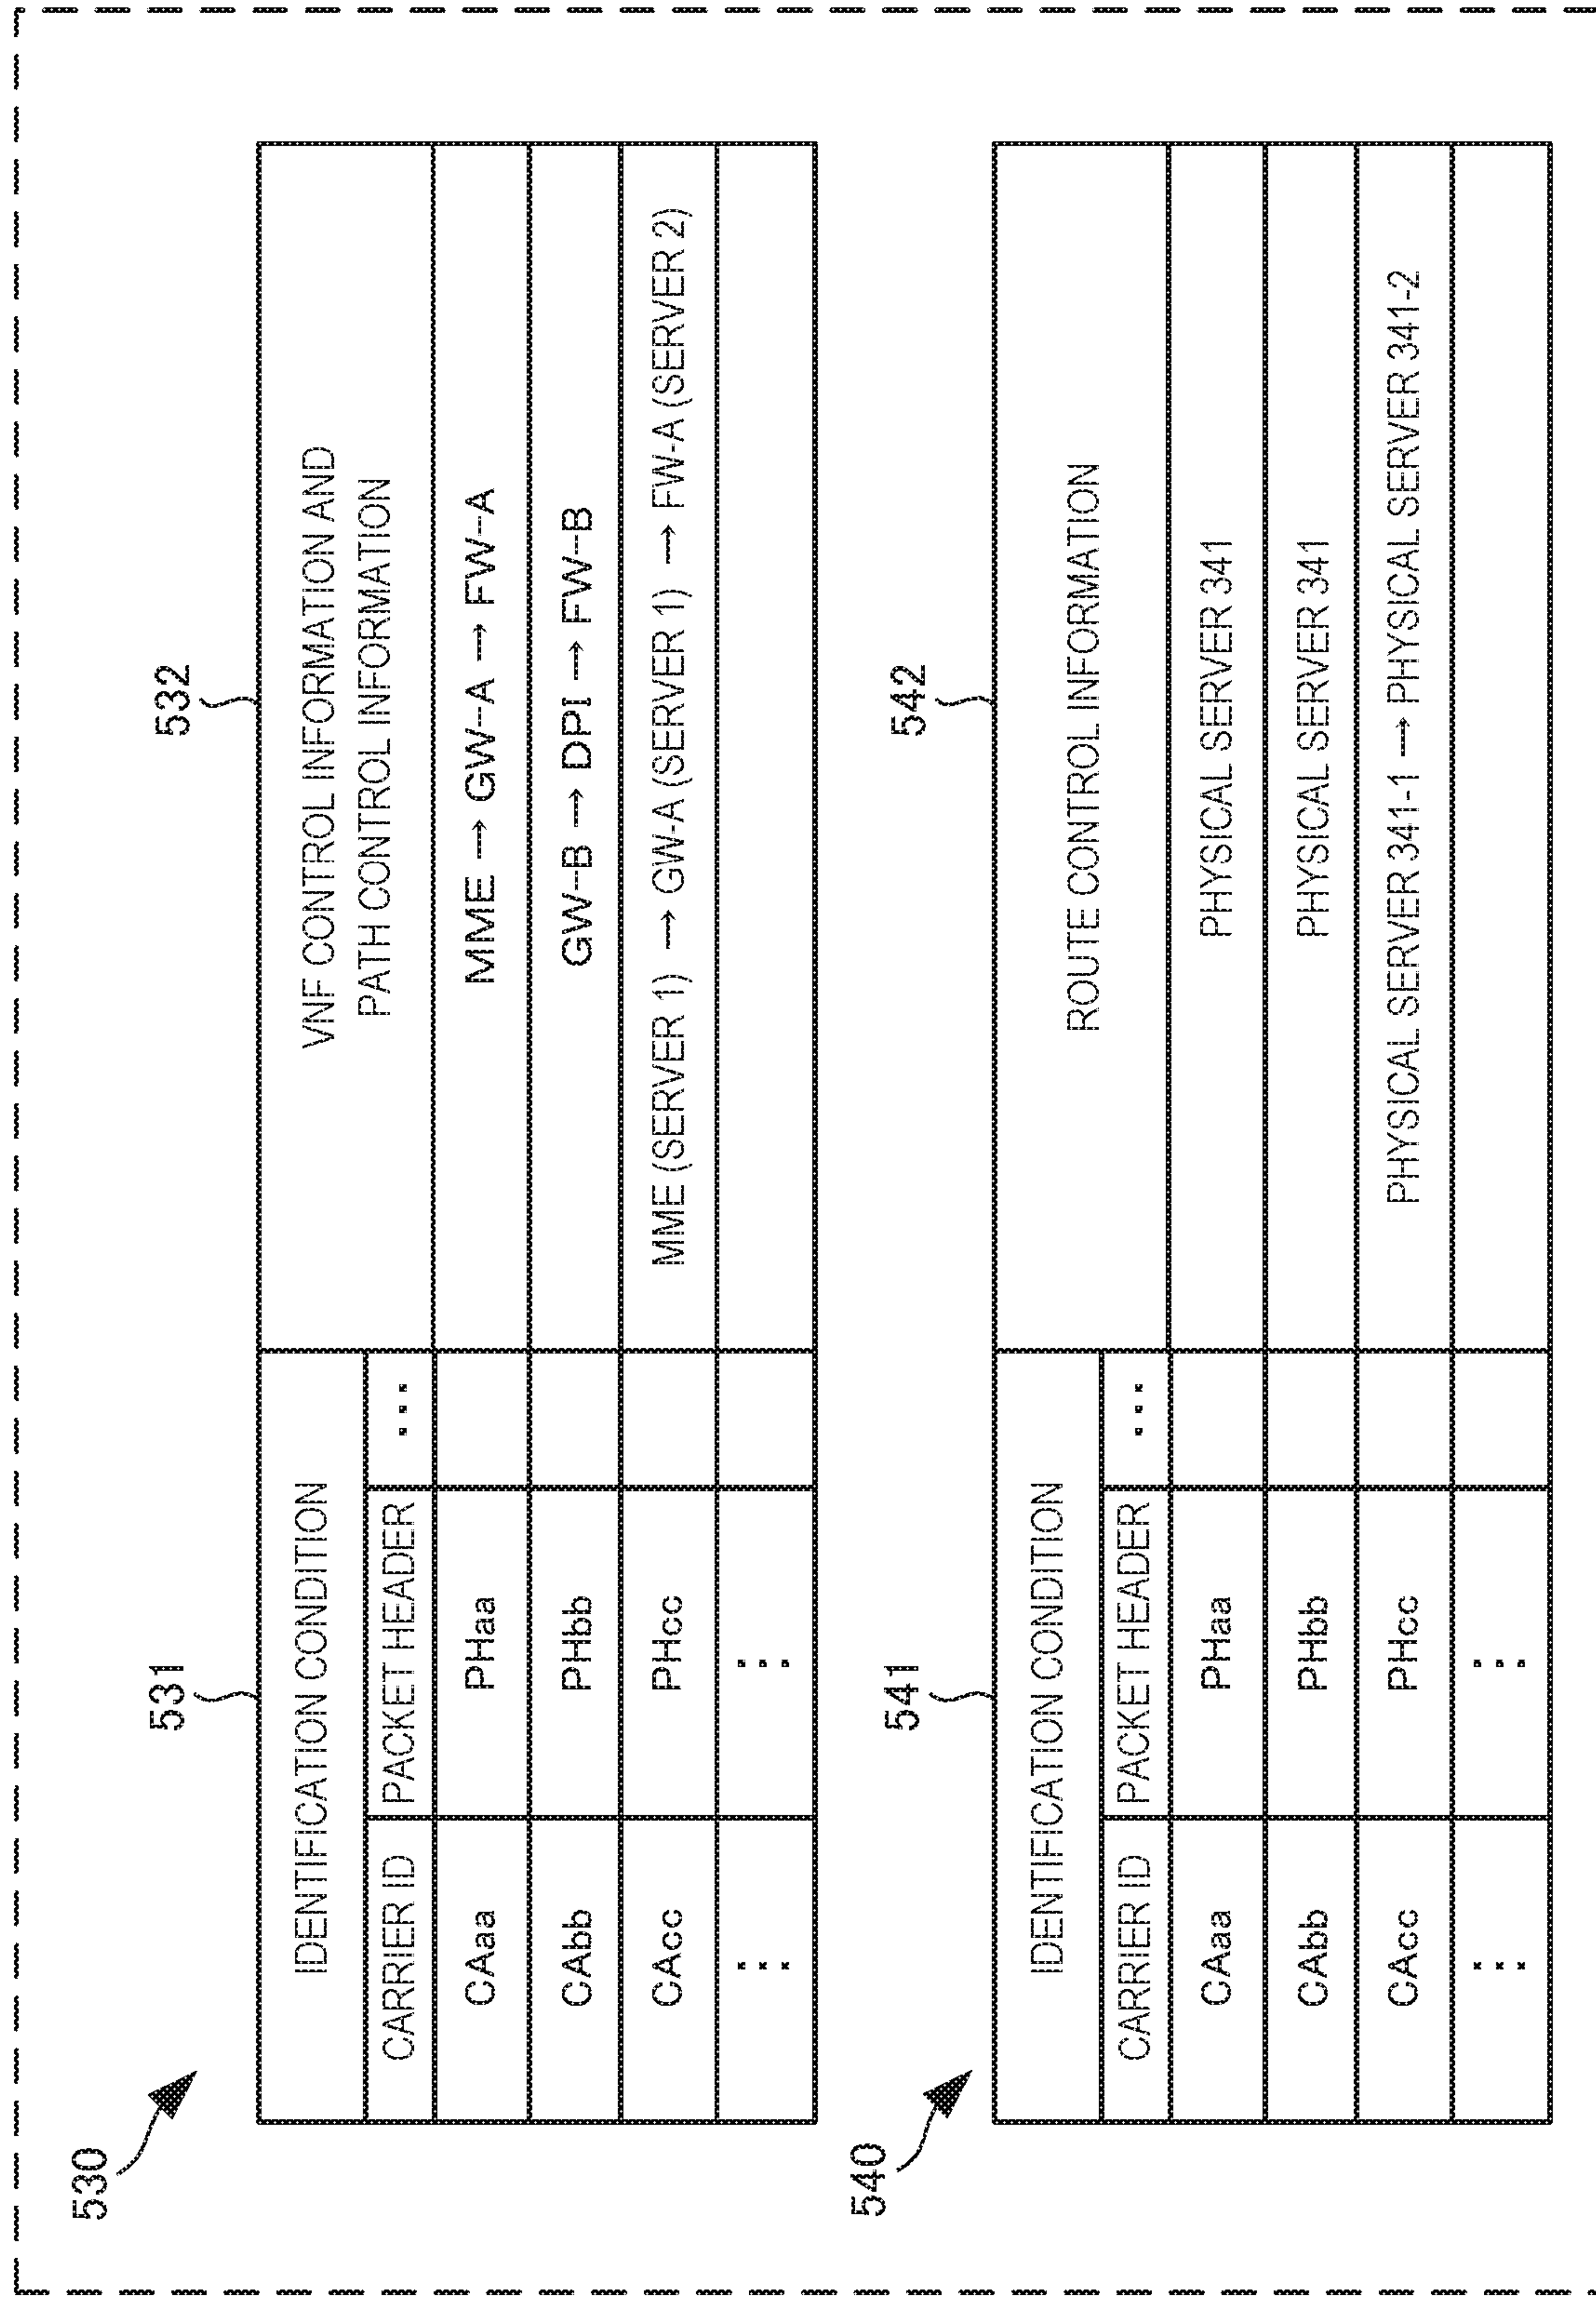 530
531
532
IDENTIFICATION CONDITION
VNF CONTROL INFORMATION AND
PATH CONTROL INFORMATION
CARRIER ID PACKET HEADER ...
CAaa PHaa MME → GW-A → FW-A
CAbb PHbb GW-B → DPI → FW-B
CAcc PHcc MME (SERVER 1) → GW-A (SERVER 1) → FW-A (SERVER 2)
⋮ ⋮
540
541
542
IDENTIFICATION CONDITION
ROUTE CONTROL INFORMATION
CARRIER ID PACKET HEADER ...
CAaa PHaa PHYSICAL SERVER 341
CAbb PHbb PHYSICAL SERVER 341
CAcc PHcc PHYSICAL SERVER 341-1 → PHYSICAL SERVER 341-2
⋮ ⋮